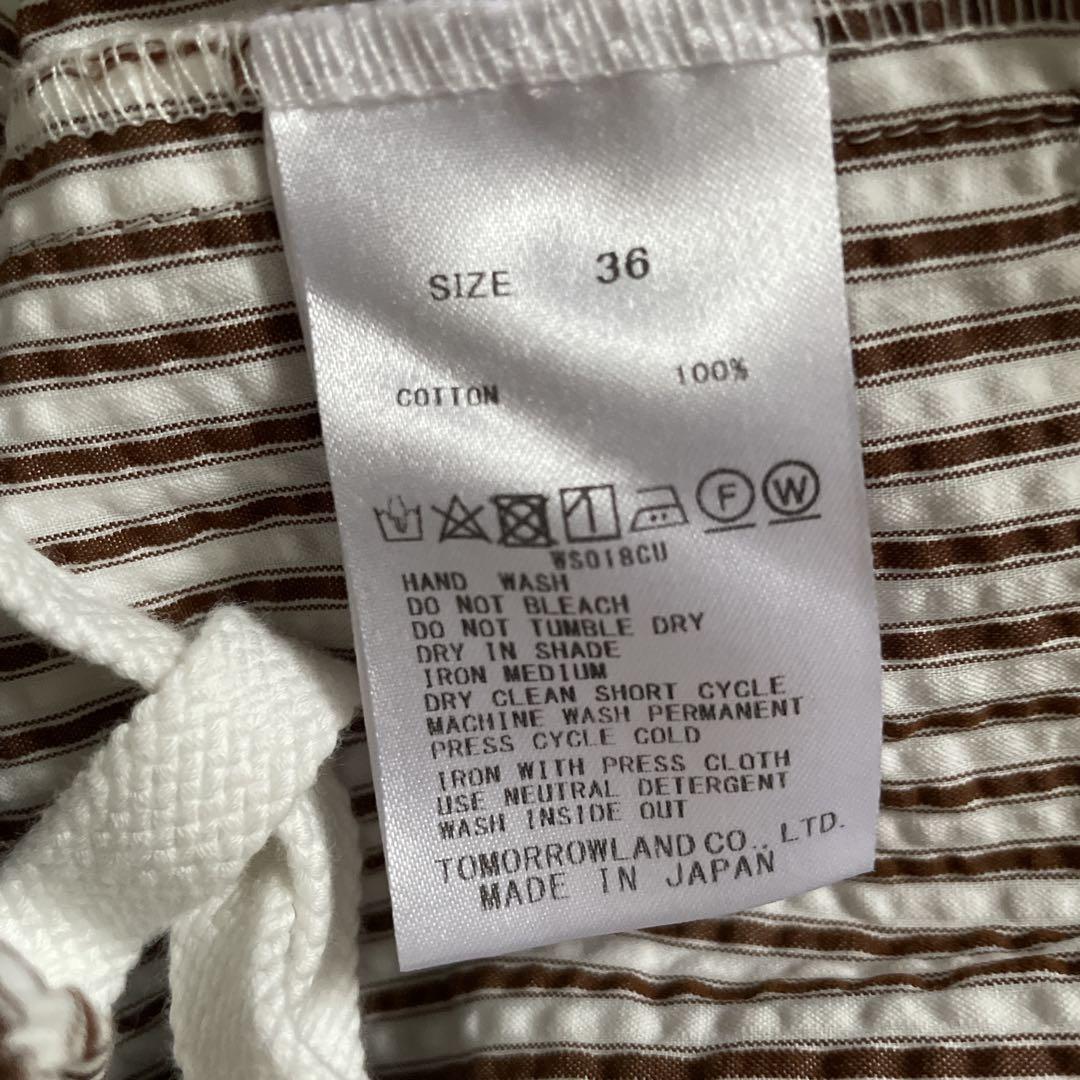 SIZE 36
COTTON 100%
F W
WS018CU
HAND WASH
DO NOT BLEACH
DO NOT TUMBLE DRY
DRY IN SHADE
IRON MEDIUM
DRY CLEAN SHORT CYCLE
MACHINE WASH PERMANENT
PRESS CYCLE COLD
IRON WITH PRESS CLOTH
USE NEUTRAL DETERGENT
WASH INSIDE OUT
TOMORROWLAND CO., LTD.
MADE IN JAPAN